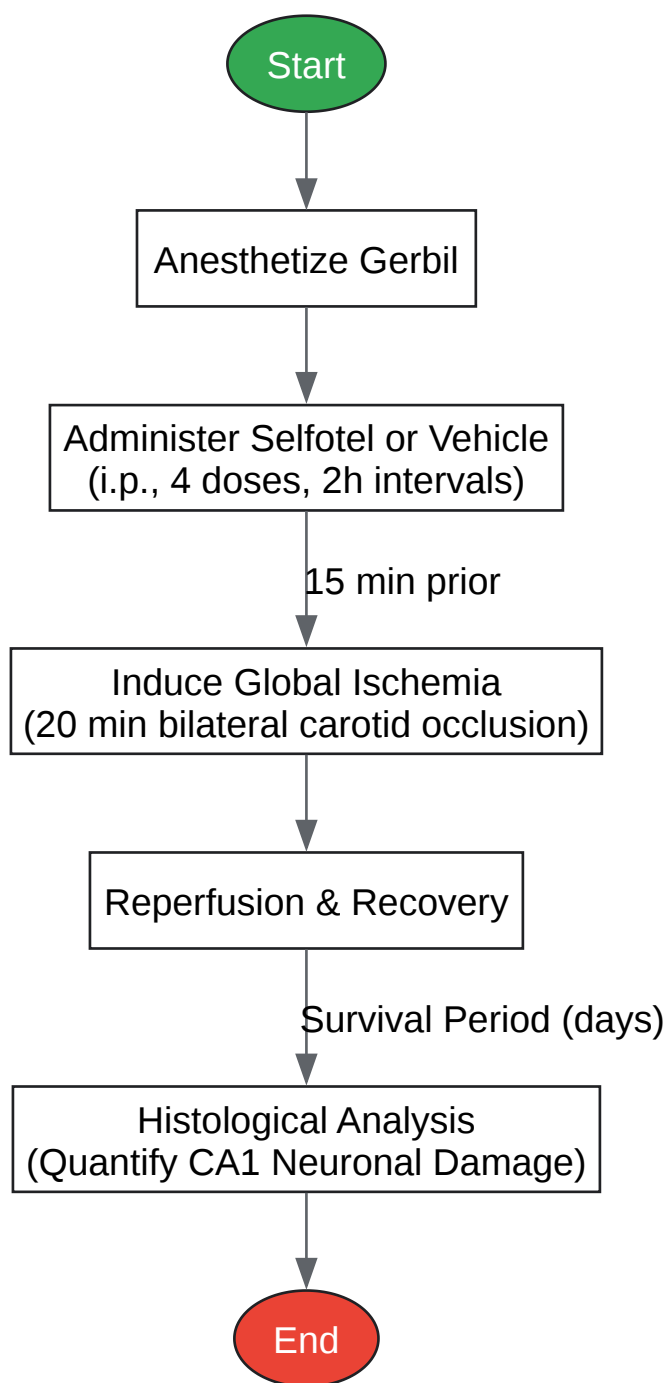 Start
Anesthetize Gerbil
Administer Selfotel or Vehicle
(i.p., 4 doses, 2h intervals)
15 min prior
Induce Global Ischemia
(20 min bilateral carotid occlusion)
Reperfusion & Recovery
Survival Period (days)
Histological Analysis
(Quantify CA1 Neuronal Damage)
End